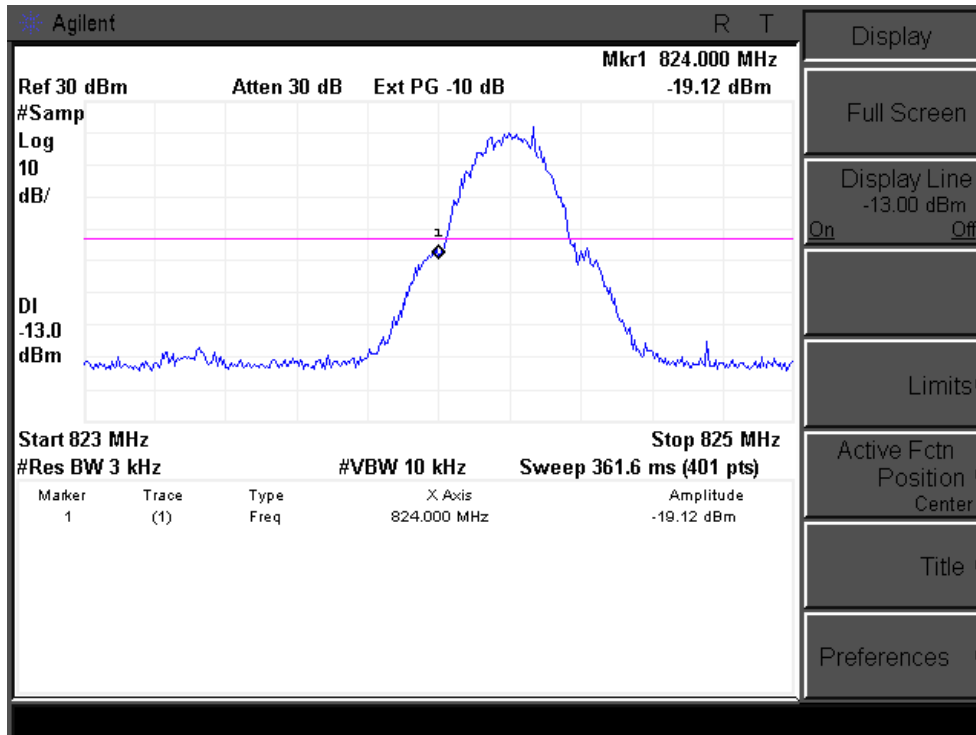 Agilent R T
Mkr1 824.000 MHz
Ref 30 dBm Atten 30 dB Ext PG -10 dB -19.12 dBm
#Samp
Log
10
dB/
1
DI
-13.0
dBm
Start 823 MHz Stop 825 MHz
#Res BW 3 kHz #VBW 10 kHz Sweep 361.6 ms (401 pts)
Marker Trace Type X Axis Amplitude
1 (1) Freq 824.000 MHz -19.12 dBm
Display
Full Screen
Display Line
-13.00 dBm
On Off
Limits
Active Fctn
Position
Center
Title
Preferences